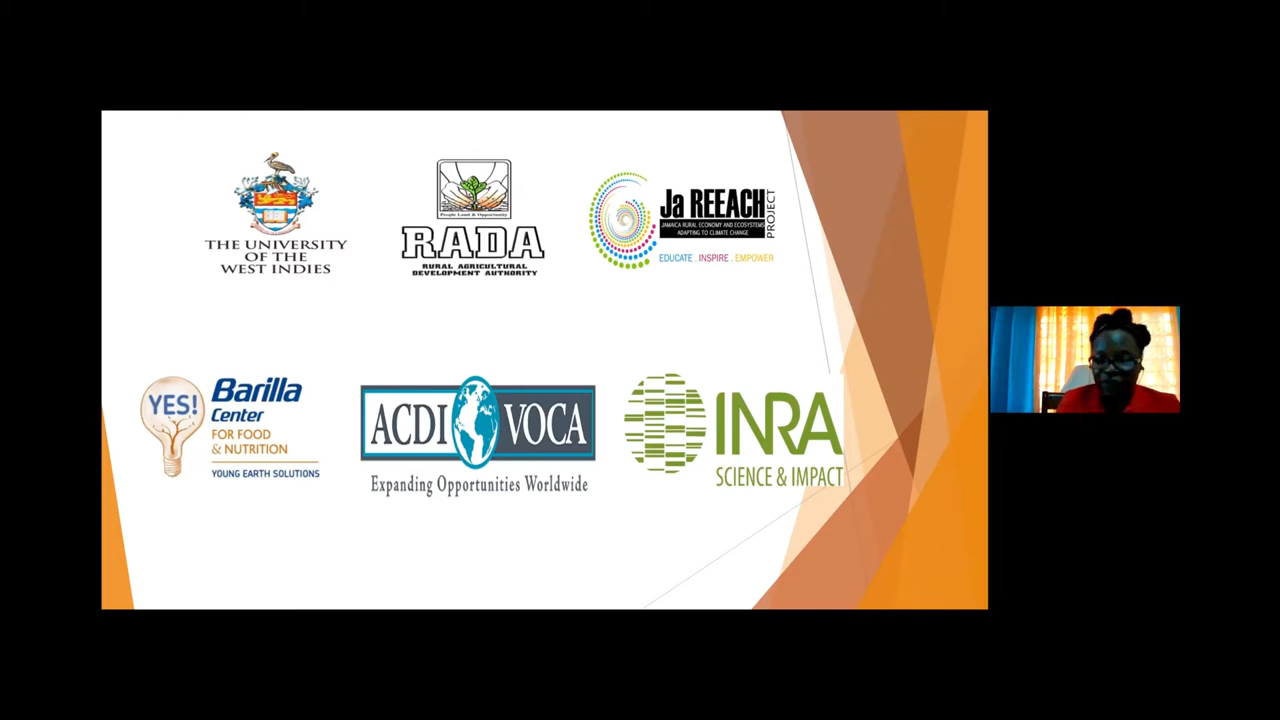 THE UNIVERSITY
OF THE
WEST INDIES
People Land & Opportunity
RADA
RURAL AGRICULTURAL
DEVELOPMENT AUTHORITY
Ja REEACH
PROJECT
JAMAICA RURAL ECONOMY AND ECOSYSTEMS
ADAPTING TO CLIMATE CHANGE
EDUCATE . INSPIRE . EMPOWER
YES!
Barilla
Center
FOR FOOD
& NUTRITION
YOUNG EARTH SOLUTIONS
ACDI VOCA
Expanding Opportunities Worldwide
INRA
SCIENCE & IMPACT